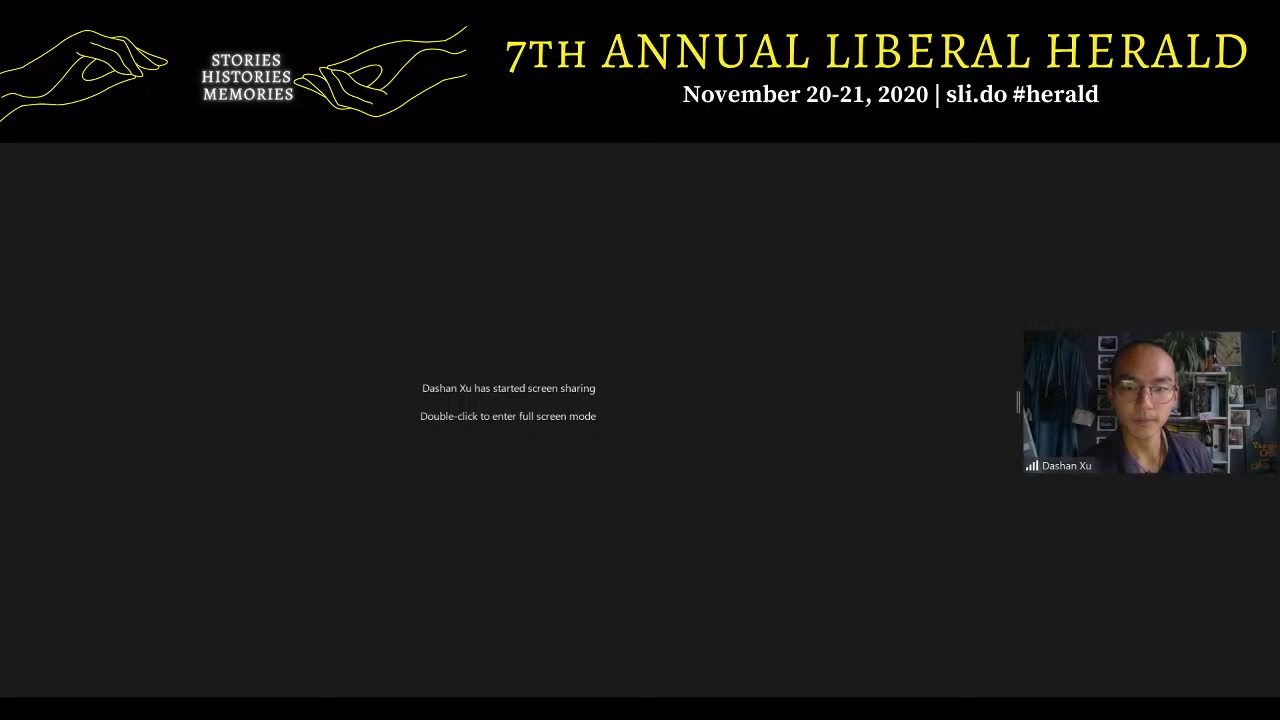 STORIES
HISTORIES
MEMORIES
7TH ANNUAL LIBERAL HERALD
November 20-21, 2020 | sli.do #herald
Dashan Xu has started screen sharing
Double-click to enter full screen mode
Dashan Xu